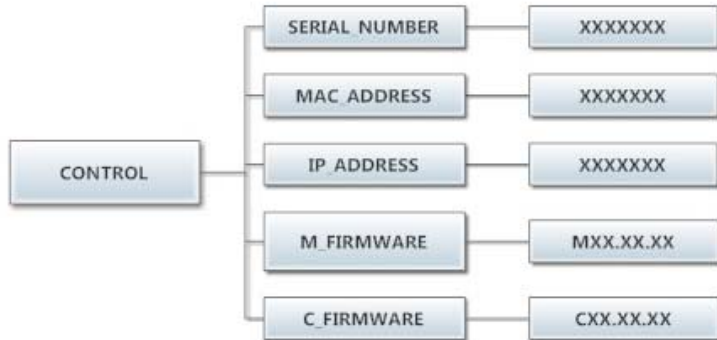 SERIAL_NUMBER XXXXXXX
MAC_ADDRESS XXXXXXX
CONTROL
IP_ADDRESS XXXXXXX
M_FIRMWARE MXX.XX.XX
C_FIRMWARE CXX.XX.XX